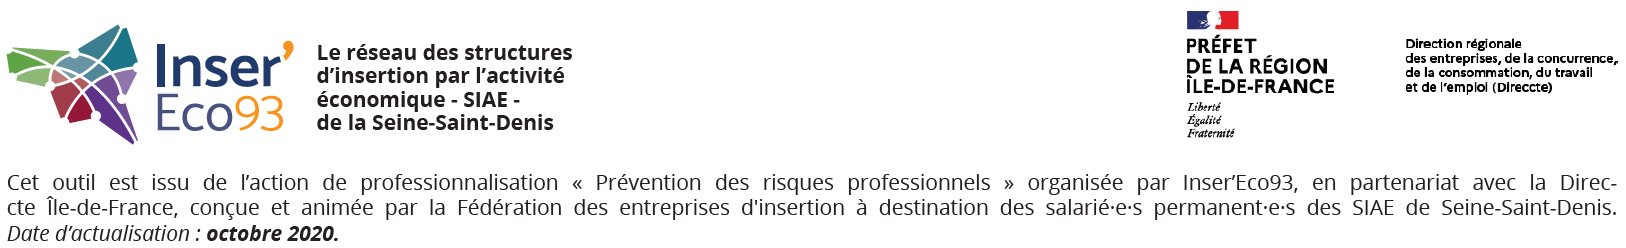 Inser'
Eco93
Le réseau des structures
d’insertion par l’activité
économique - SIAE -
de la Seine-Saint-Denis
PRÉFET
DE LA RÉGION
ÎLE-DE-FRANCE
Liberté
Égalité
Fraternité
Direction régionale
des entreprises, de la concurrence,
de la consommation, du travail
et de l'emploi (Direccte)
Cet outil est issu de l’action de professionnalisation « Prévention des risques professionnels » organisée par Inser’Eco93, en partenariat avec la Direc-
cte Île-de-France, conçue et animée par la Fédération des entreprises d'insertion à destination des salarié·e·s permanent·e·s des SIAE de Seine-Saint-Denis.
Date d’actualisation : octobre 2020.